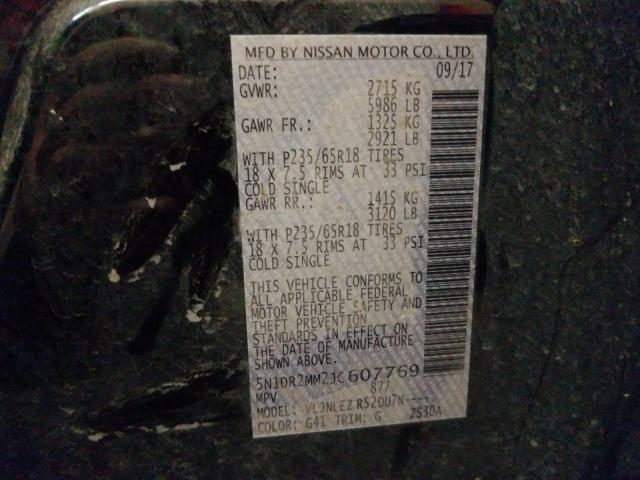 MFD BY NISSAN MOTOR CO., LTD.
DATE: 09/17
GVWR: 2715 KG
5986 LB
GAWR FR.: 1325 KG
2921 LB
WITH P235/65R18 TIRES
18 X 7.5 RIMS AT 33 PSI
COLD SINGLE
GAWR RR.: 1415 KG
3120 LB
WITH P235/65R18 TIRES
18 X 7.5 RIMS AT 33 PSI
COLD SINGLE
THIS VEHICLE CONFORMS TO
ALL APPLICABLE FEDERAL
MOTOR VEHICLE SAFETY AND
THEFT PREVENTION
STANDARDS IN EFFECT ON
THE DATE OF MANUFACTURE
SHOWN ABOVE.
5N1DR2MM2JC607769
MPV 877
MODEL: VLJNLEZ R52DU7N----
COLOR: G41 TRIM: G 2S30A